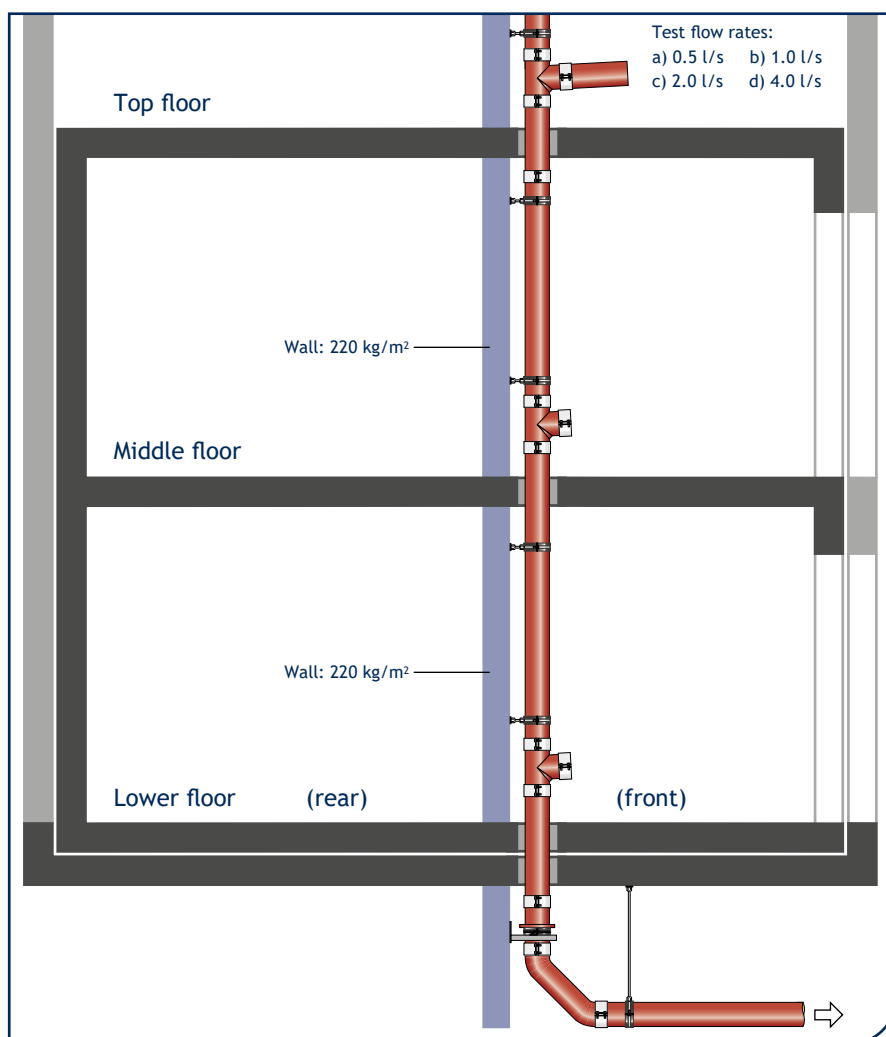 Test flow rates:
a) 0.5 l/s b) 1.0 l/s
c) 2.0 l/s d) 4.0 l/s
Top floor
Wall: 220 kg/m²
Middle floor
Wall: 220 kg/m²
Lower floor (rear) (front)